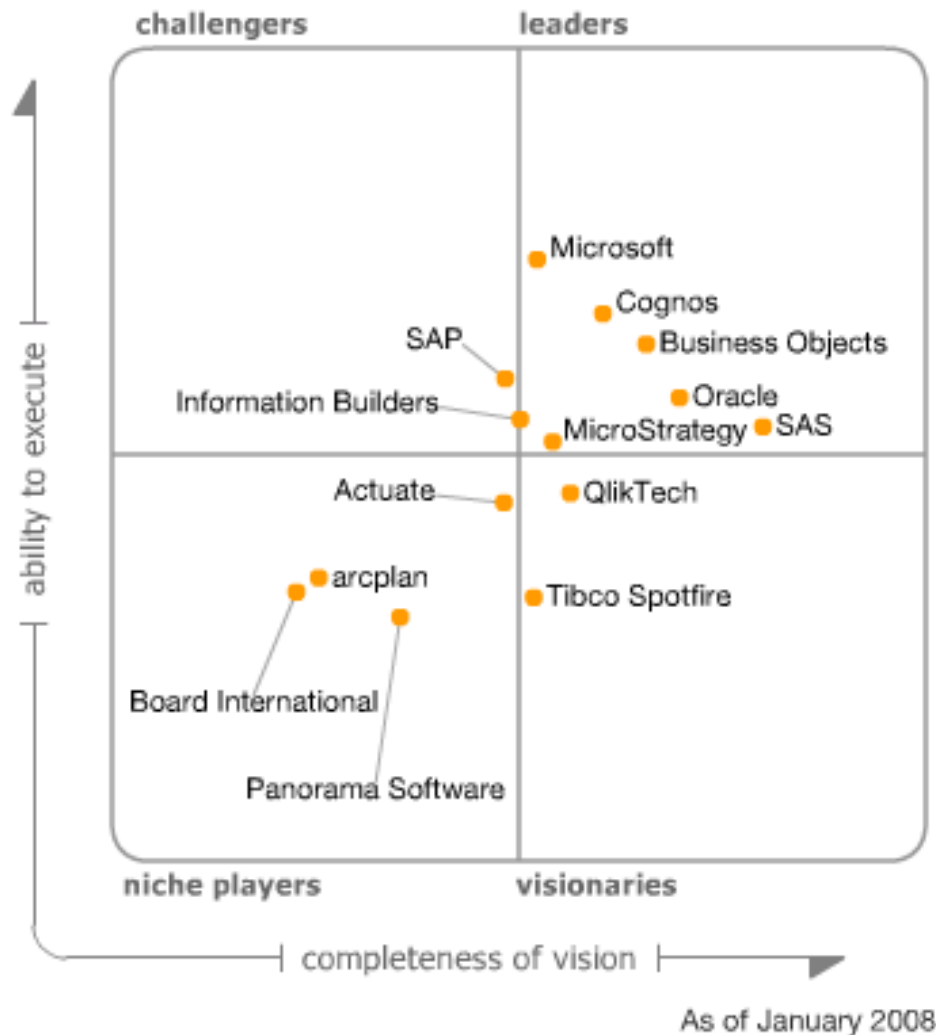 challengers
leaders
Microsoft
Cognos
SAP
Business Objects
Information Builders
Oracle
MicroStrategy
SAS
Actuate
QlikTech
arcplan
Tibco Spotfire
Board International
Panorama Software
niche players
visionaries
ability to execute
completeness of vision
As of January 2008